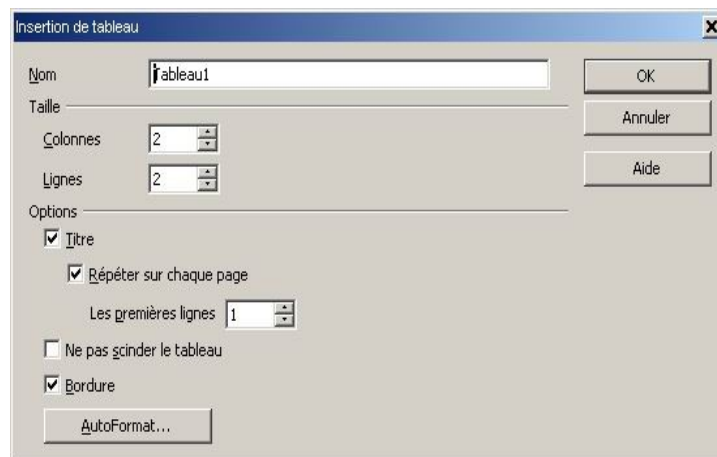 Insertion de tableau
Nom Tableau1 OK
Taille
Annuler
Colonnes 2
Aide
Lignes 2
Options
Titre
Répéter sur chaque page
Les premières lignes 1
Ne pas scinder le tableau
Bordure
AutoFormat...